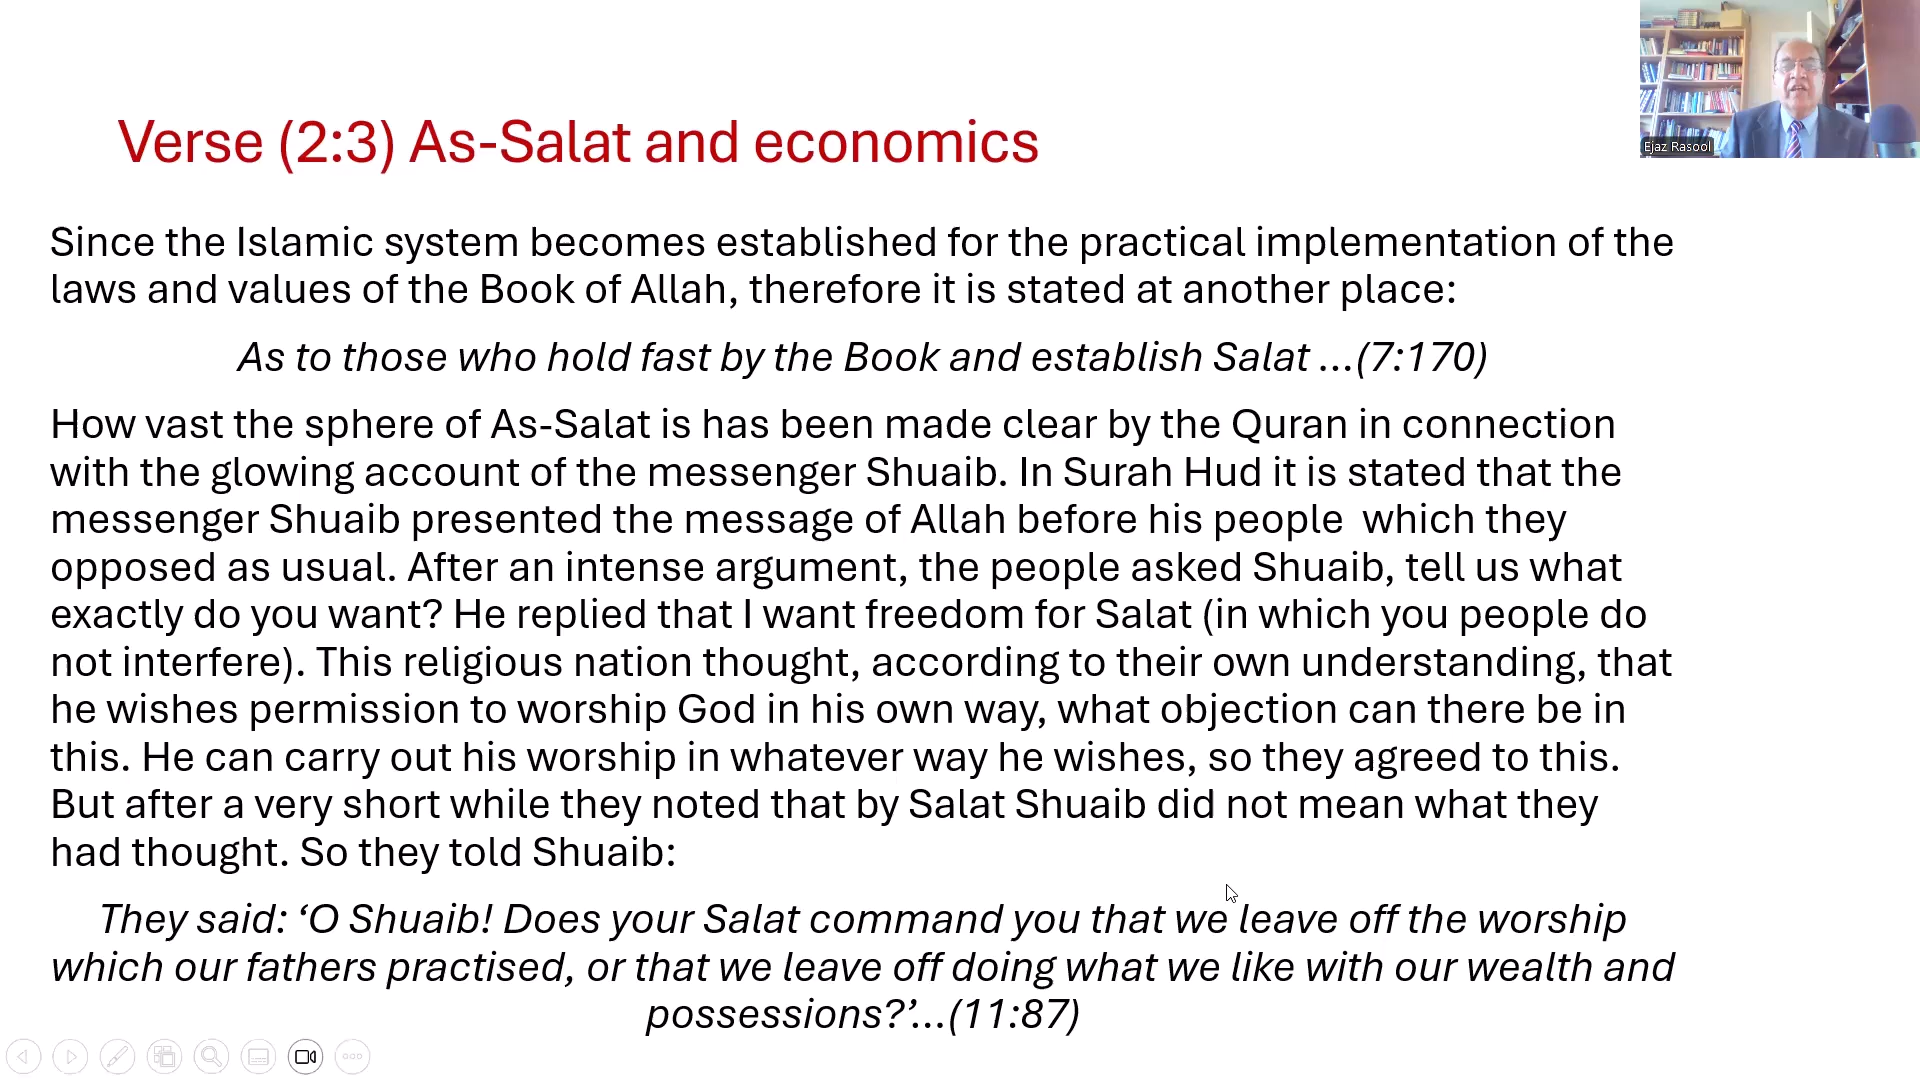 Verse (2:3) As-Salat and economics
Ejaz Rasool
Since the Islamic system becomes established for the practical implementation of the
laws and values of the Book of Allah, therefore it is stated at another place:
As to those who hold fast by the Book and establish Salat ...(7:170)
How vast the sphere of As-Salat is has been made clear by the Quran in connection
with the glowing account of the messenger Shuaib. In Surah Hud it is stated that the
messenger Shuaib presented the message of Allah before his people  which they
opposed as usual. After an intense argument, the people asked Shuaib, tell us what
exactly do you want? He replied that I want freedom for Salat (in which you people do
not interfere). This religious nation thought, according to their own understanding, that
he wishes permission to worship God in his own way, what objection can there be in
this. He can carry out his worship in whatever way he wishes, so they agreed to this.
But after a very short while they noted that by Salat Shuaib did not mean what they
had thought. So they told Shuaib:
They said: ‘O Shuaib! Does your Salat command you that we leave off the worship
which our fathers practised, or that we leave off doing what we like with our wealth and
possessions?’...(11:87)